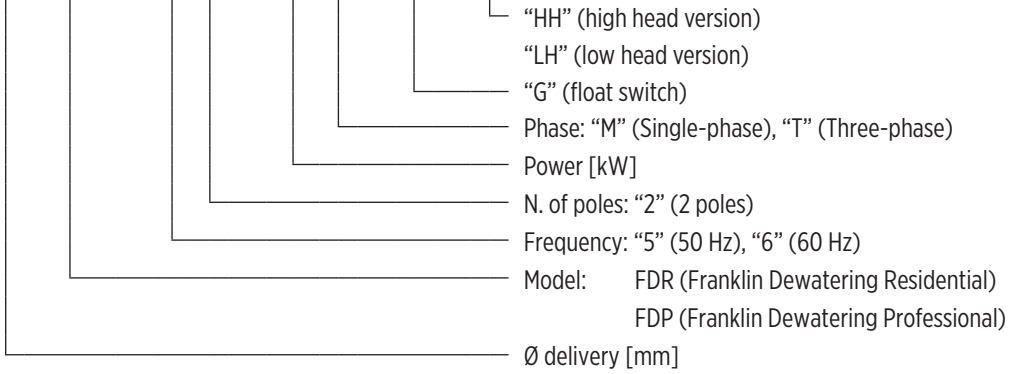 “HH” (high head version)
“LH” (low head version)
“G” (float switch)
Phase: “M” (Single-phase), “T” (Three-phase)
Power [kW]
N. of poles: “2” (2 poles)
Frequency: “5” (50 Hz), “6” (60 Hz)
Model: FDR (Franklin Dewatering Residential)
FDP (Franklin Dewatering Professional)
Ø delivery [mm]